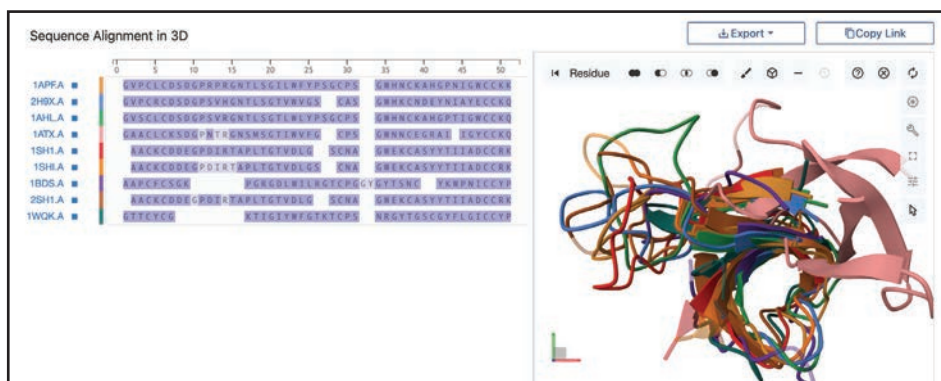 Sequence Alignment in 3D
Export
Copy Link
0 5 10 15 20 25 30 35 40 45 50
Residue
1APF.A GVPCLCDSDGPRPRGNTLSGILWFYPSGCPS GWHNCKAHGPNIGWCCKK
2H9X.A GVPCRCDSDGPSVHGNTLSGTVWVGS CAS GWHKCNDEYNIAYECCKQ
1AHL.A GVSCLCDSDGPSVRGNTLSGTLWLYPSGCPS GWHNCKAHGPTIGWCCKQ
1ATX.A GAACLCKSDGPNTRGNSMSGTIWVFG CPS GWNNCEGRAI IGYCCKQ
1SH1.A AACKCDDEGPDIRTAPLTGTVDLG SCNA GWEKCASYYTIIADCCRK
1SHI.A AACKCDDEGPDIRTAPLTGTVDLGS CNA GWEKCASYYTIIADCCRK
1BDS.A AAPCFCSGK PGRGDLWILRGTCPGGYGYTSNC YKWPNICCYP
2SH1.A AACKCDDEGPDIRTAPLTGTVDLG SCNA GWEKCASYYTIIADCCRK
1WQK.A GTTCYCG KTIGIYWFGTKTCPS NRGYTGSCGYFLGICCYP